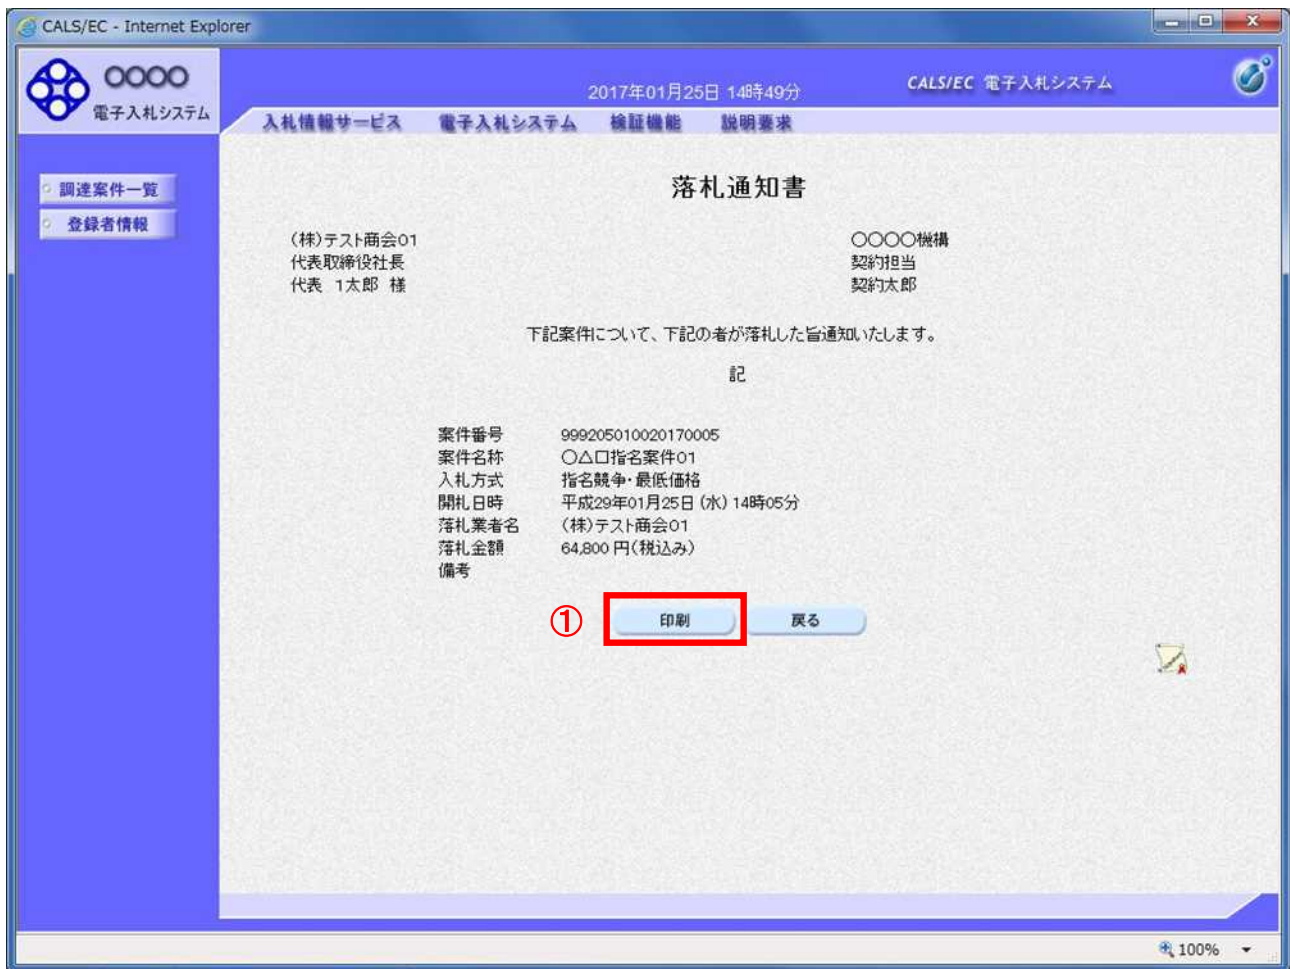 CALS/EC - Internet Explorer
〇〇〇〇
電子入札システム
2017年01月25日 14時49分
CALS/EC 電子入札システム
入札情報サービス 電子入札システム 検証機能 説明要求
調達案件一覧
登録者情報
落札通知書
(株)テスト商会01
代表取締役社長
代表 1太郎 様
〇〇〇〇機構
契約担当
契約太郎
下記案件について、下記の者が落札した旨通知いたします。
記
案件番号 999205010020170005
案件名称 〇△口指名案件01
入札方式 指名競争・最低価格
開札日時 平成29年01月25日 (水) 14時05分
落札業者名 (株)テスト商会01
落札金額 64,800 円(税込み)
備考
① 印刷 戻る
100%